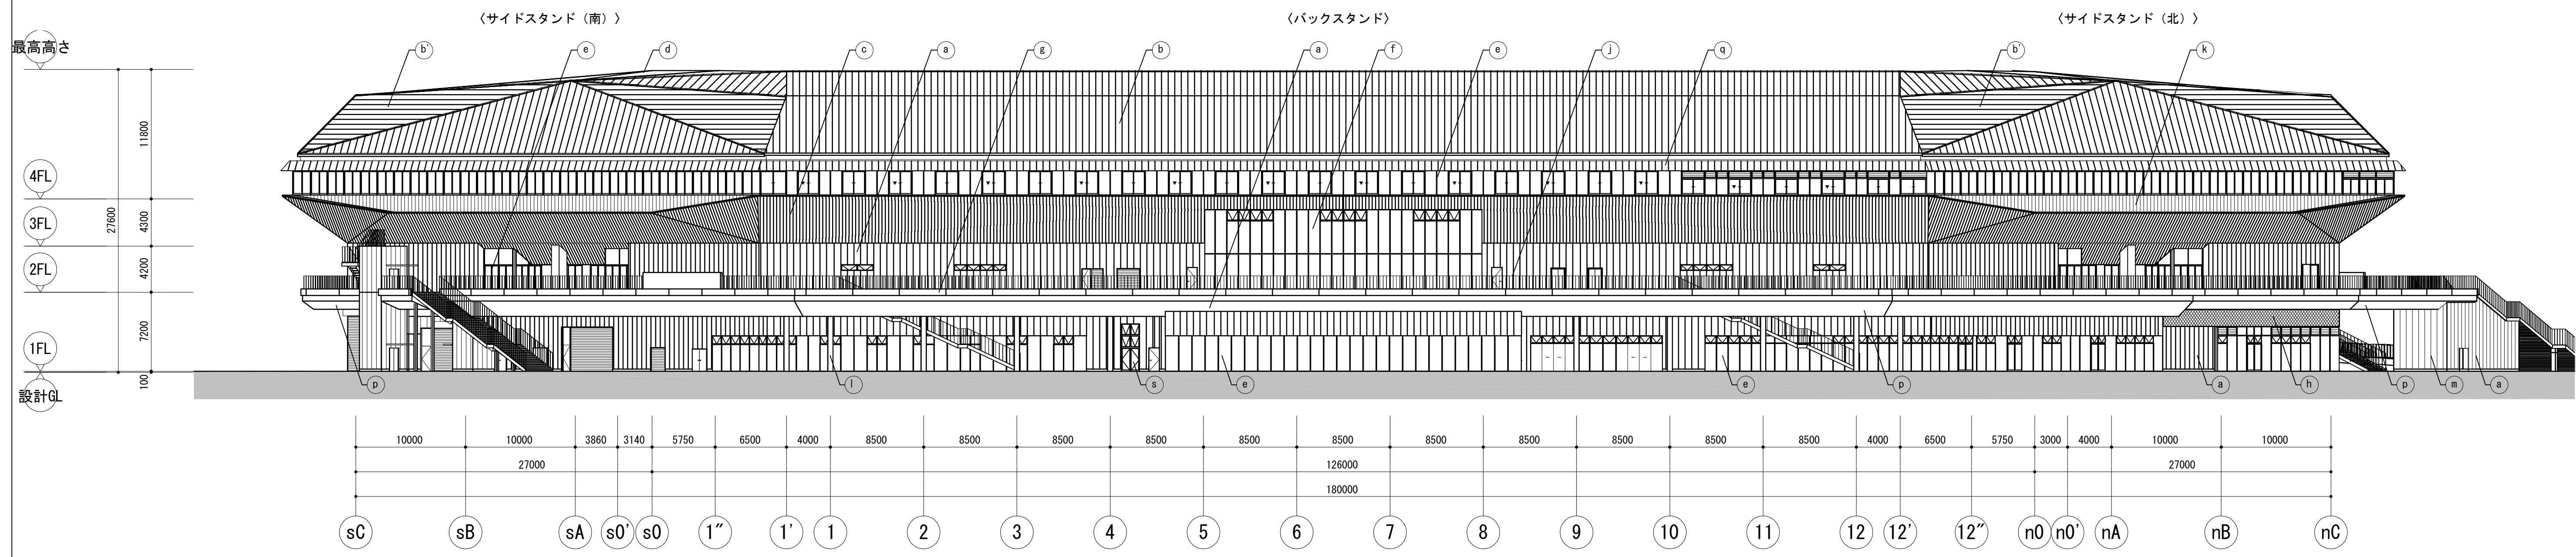 〈サイドスタンド（南）〉 〈バックスタンド〉 〈サイドスタンド（北）〉
最高高さ b' e d c a g b a f e j q b' k
11800
4FL
27600
4300
3FL
4200
2FL
7200
1FL
100
設計GL
p l s e e p a h p m a
10000 10000 3860 3140 5750 6500 4000 8500 8500 8500 8500 8500 8500 8500 8500 8500 8500 8500 4000 6500 5750 3000 4000 10000 10000
27000 126000 27000
180000
sC sB sA s0' s0 1" 1' 1 2 3 4 5 6 7 8 9 10 11 12 12' 12" n0 n0' nA nB nC